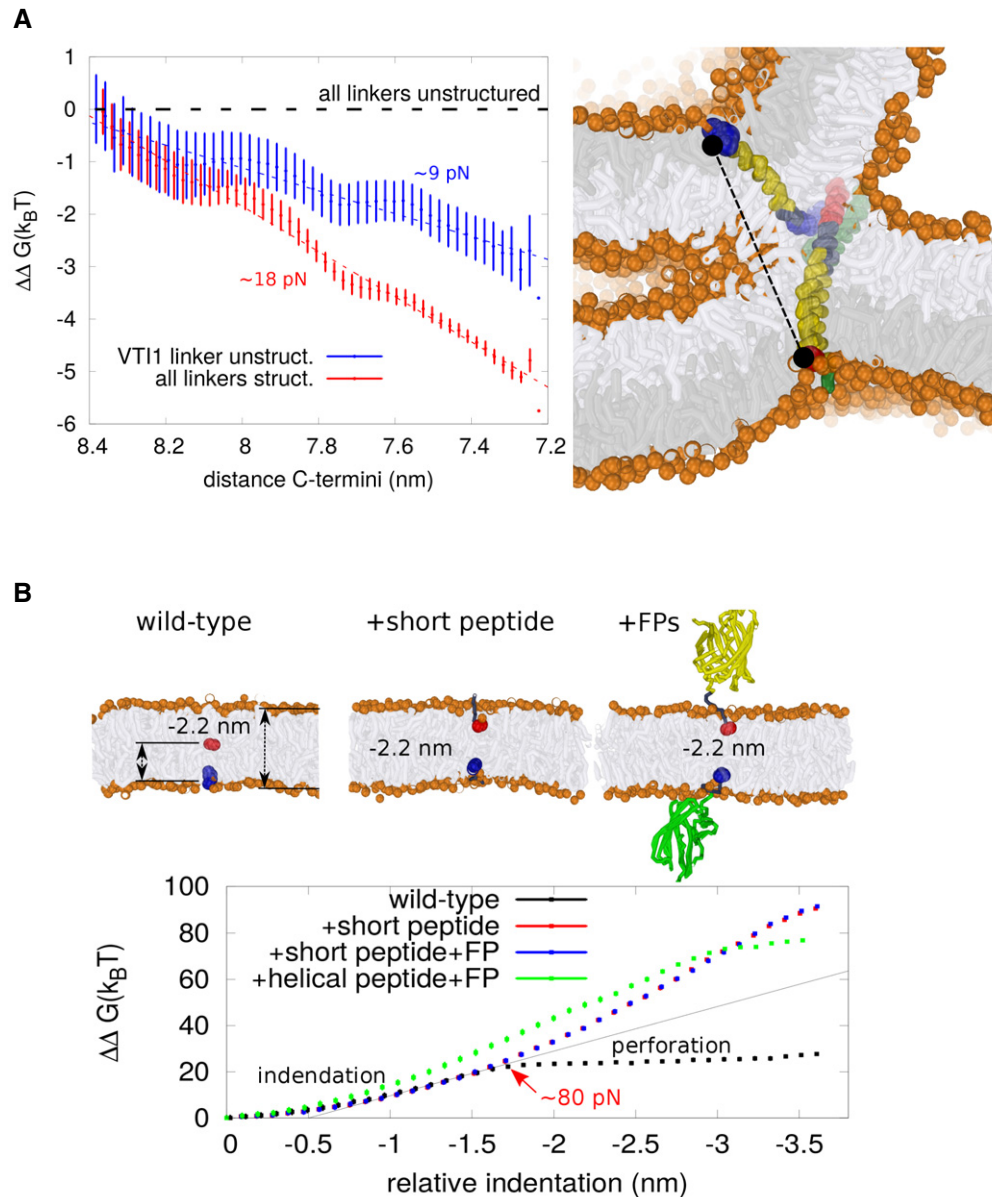 A
1
0
-1
-2
-3
-4
-5
-6
ΔΔ G(k_BT)
all linkers unstructured
~9 pN
~18 pN
VTI1 linker unstruct.
all linkers struct.
8.4 8.2 8 7.8 7.6 7.4 7.2
distance C-termini (nm)
B
wild-type +short peptide +FPs
-2.2 nm -2.2 nm -2.2 nm
100
80
60
40
20
0
ΔΔ G(k_BT)
wild-type
+short peptide
+short peptide+FP
+helical peptide+FP
indendation
perforation
~80 pN
0 -0.5 -1 -1.5 -2 -2.5 -3 -3.5
relative indentation (nm)